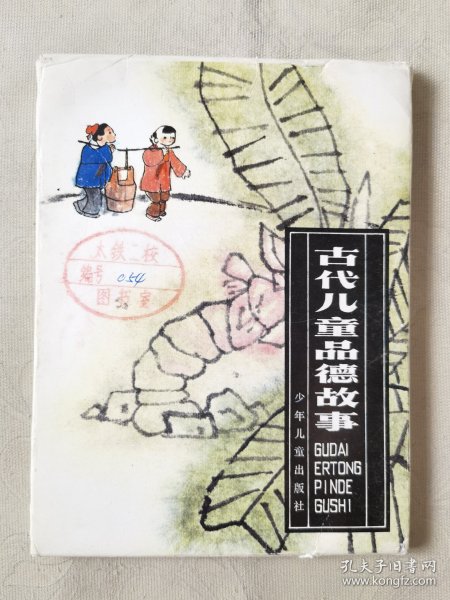 太铁二校
编号 054
图书室
古代儿童品德故事
少年儿童出版社
GUDAI
ERTONG
PINDE
GUSHI
孔夫子旧书网
www.kongfz.com